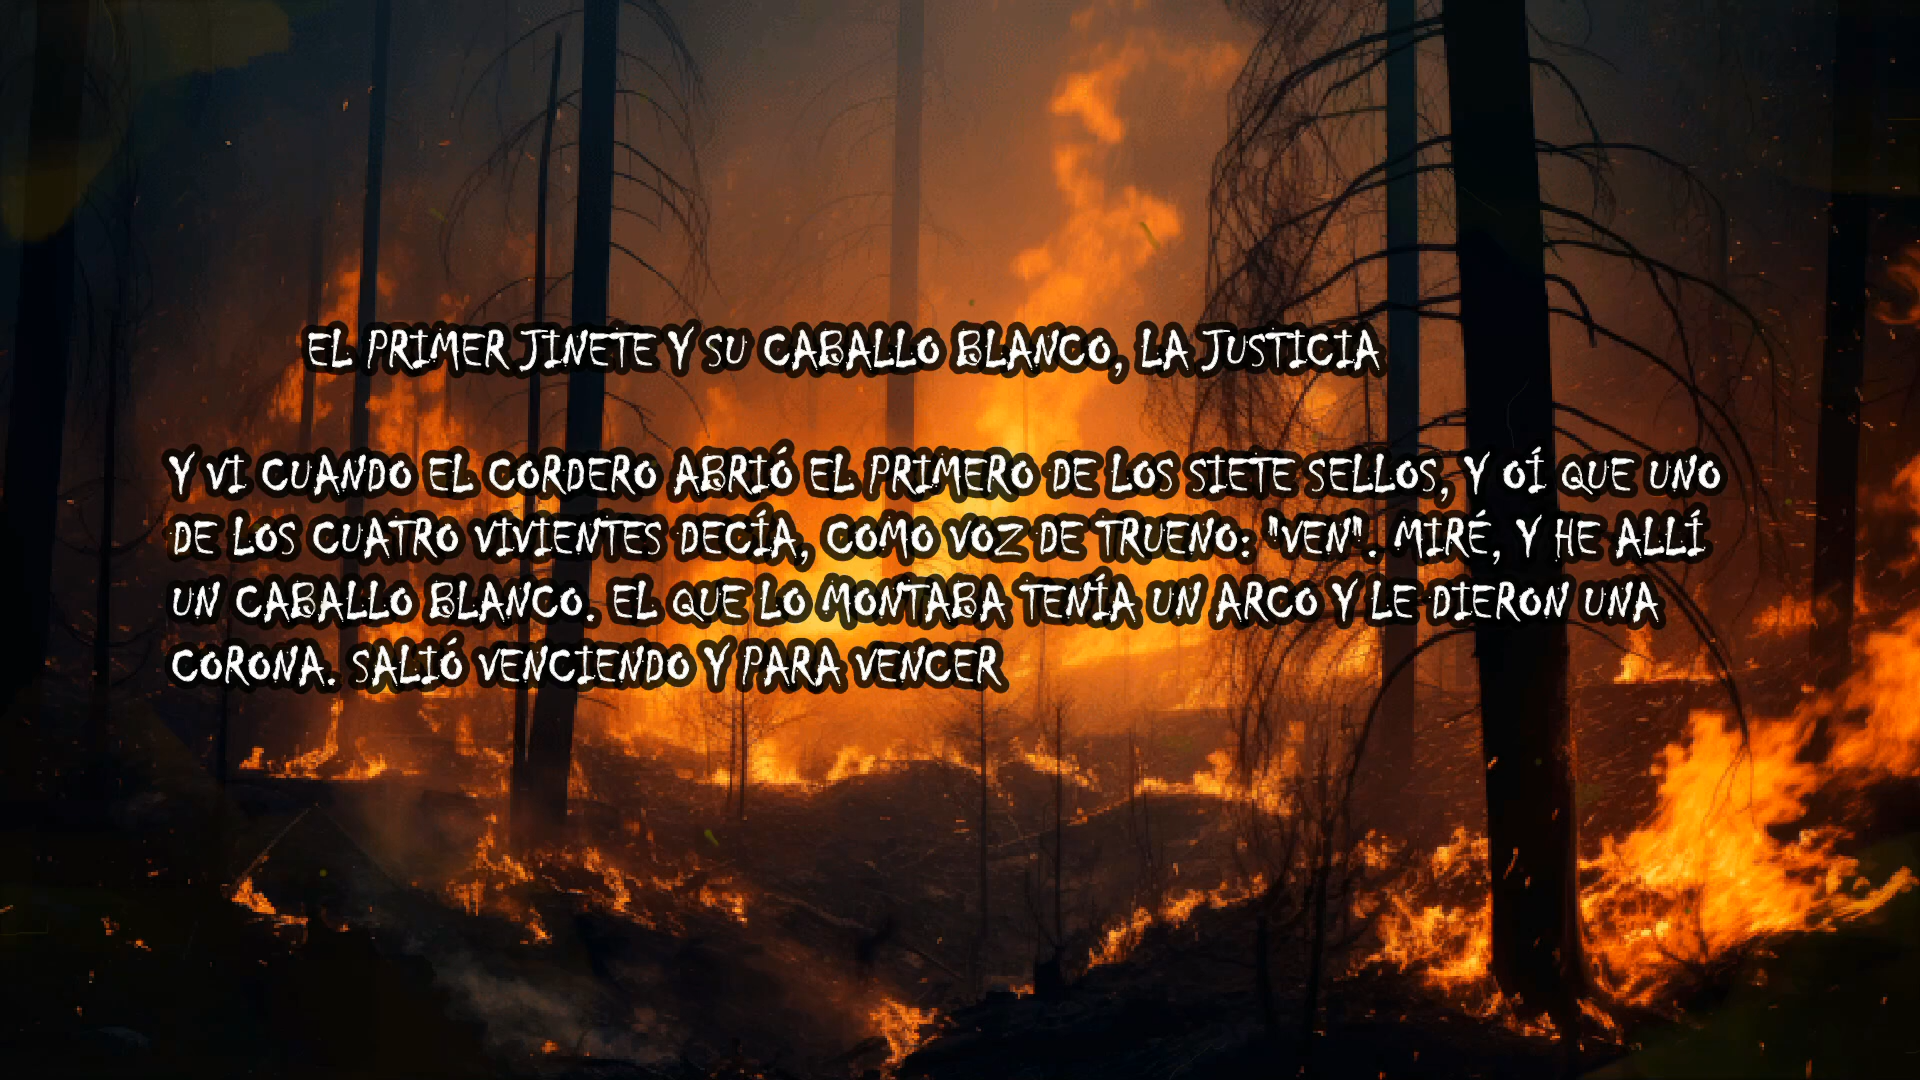 EL PRIMER JINETE Y SU CABALLO BLANCO, LA JUSTICIA
Y VI CUANDO EL CORDERO ABRIÓ EL PRIMERO DE LOS SIETE SELLOS, Y OÍ QUE UNO
DE LOS CUATRO VIVIENTES DECÍA, COMO VOZ DE TRUENO: "VEN". MIRÉ, Y HE ALLÍ
UN CABALLO BLANCO. EL QUE LO MONTABA TENÍA UN ARCO Y LE DIERON UNA
CORONA. SALIÓ VENCIENDO Y PARA VENCER